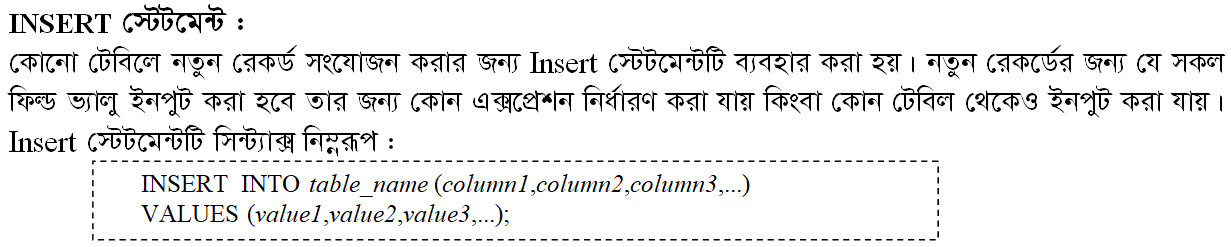 INSERT স্টেটমেন্ট :
কোনো টেবিলে নতুন রেকর্ড সংযোজন করার জন্য Insert স্টেটমেন্টটি ব্যবহার করা হয়। নতুন রেকর্ডের জন্য যে সকল
ফিল্ড ভ্যালু ইনপুট করা হবে তার জন্য কোন এক্সপ্রেশন নির্ধারণ করা যায় কিংবা কোন টেবিল থেকেও ইনপুট করা যায়।
Insert স্টেটমেন্টটি সিন্ট্যাক্স নিম্নরূপ :
INSERT INTO table_name (column1,column2,column3,...)
VALUES (value1,value2,value3,...);